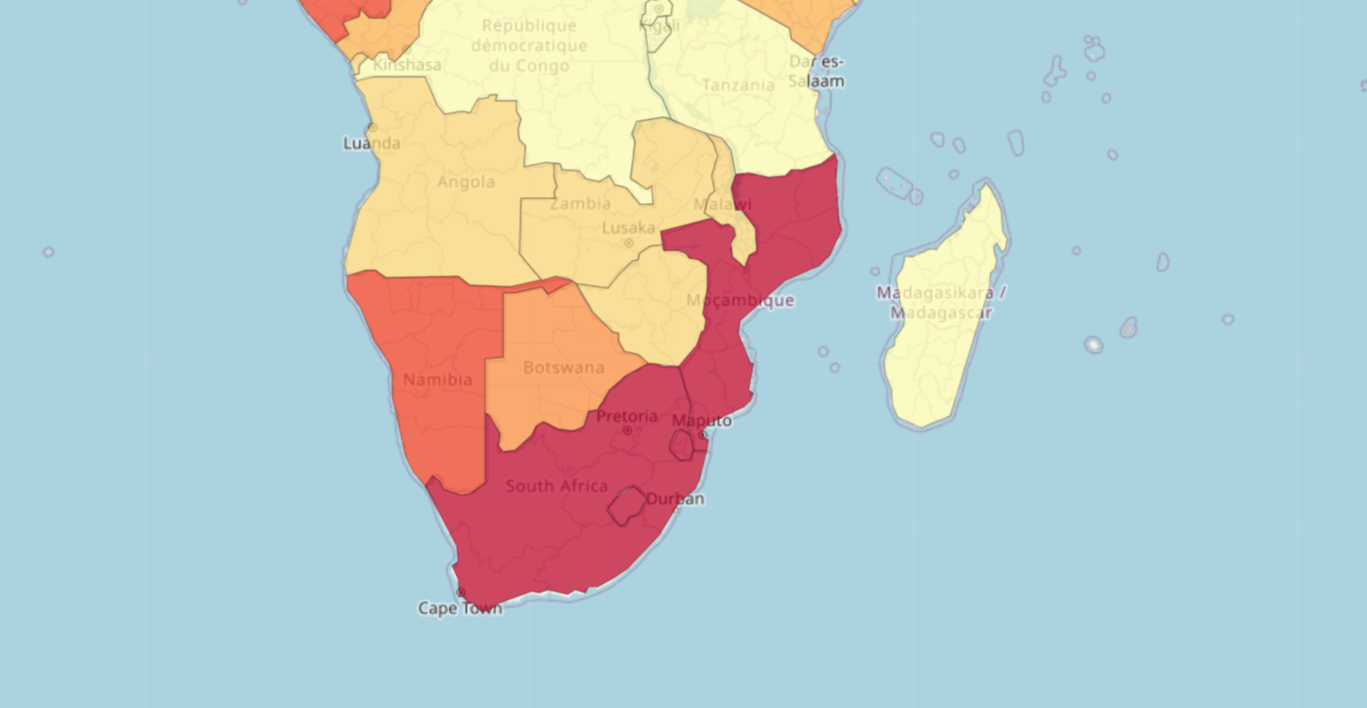 République
démocratique
du Congo
Kigali
Kinshasa
Tanzania
Dar es-
Salaam
Luanda
Angola
Zambia
Malawi
Lusaka
Madagasikara /
Madagascar
Moçambique
Botswana
Namibia
Pretoria
Maputo
South Africa
Durban
Cape Town